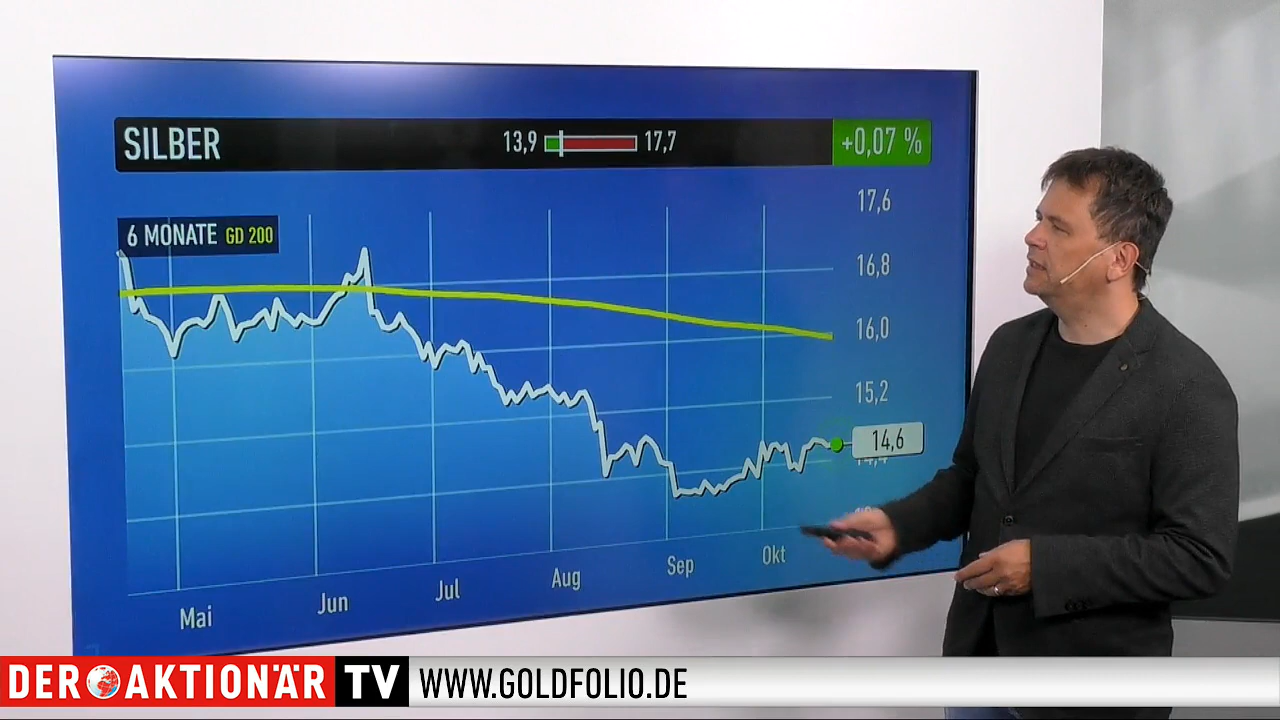 SILBER
13,9
17,7
+0,07 %
6 MONATE GD 200
17,6
16,8
16,0
15,2
14,6
Mai
Jun
Jul
Aug
Sep
Okt
DER AKTIONÄR TV
WWW.GOLDFOLIO.DE